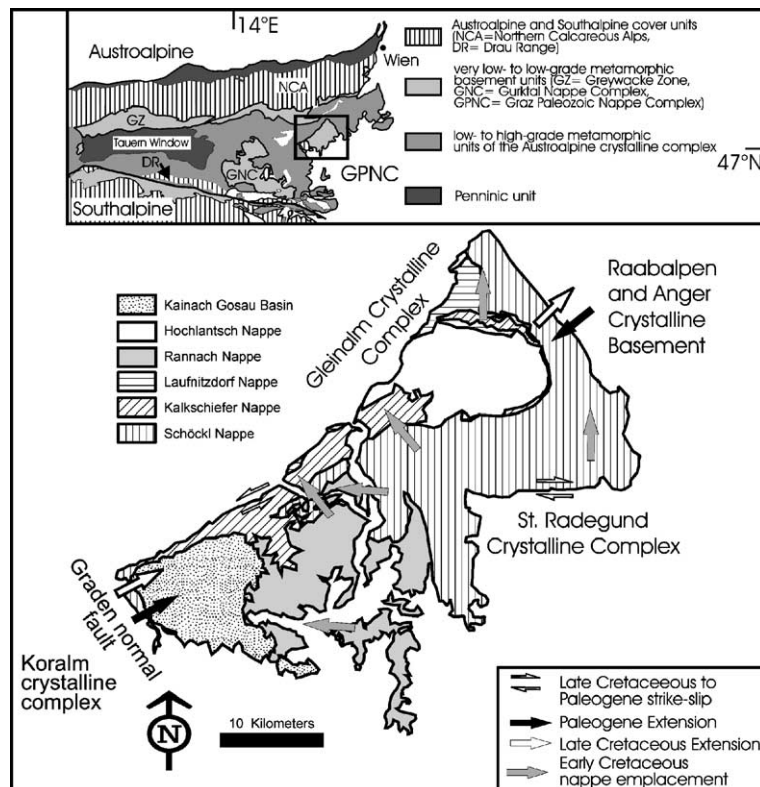 14°E
Austroalpine
Wien
NCA
GZ
Tauern Window
DR
GNC
GPNC
Southalpine
47°N
Austroalpine and Southalpine cover units
(NCA=Northern Calcareous Alps,
DR= Drau Range)
very low- to low-grade metamorphic
basement units (GZ= Greywacke Zone,
GNC= Gurktal Nappe Complex,
GPNC= Graz Paleozoic Nappe Complex)
low- to high-grade metamorphic
units of the Austroalpine crystalline complex
Penninic unit
Kainach Gosau Basin
Hochlantsch Nappe
Rannach Nappe
Laufnitzdorf Nappe
Kalkschiefer Nappe
Schöckl Nappe
Gleinalm Crystalline
Complex
Raabalpen
and Anger
Crystalline
Basement
St. Radegund
Crystalline Complex
Graden normal
fault
Koralm
crystalline
complex
N
10 Kilometers
Late Cretaceeous to
Paleogene strike-slip
Paleogene Extension
Late Cretaceous Extension
Early Cretaceous
nappe emplacement